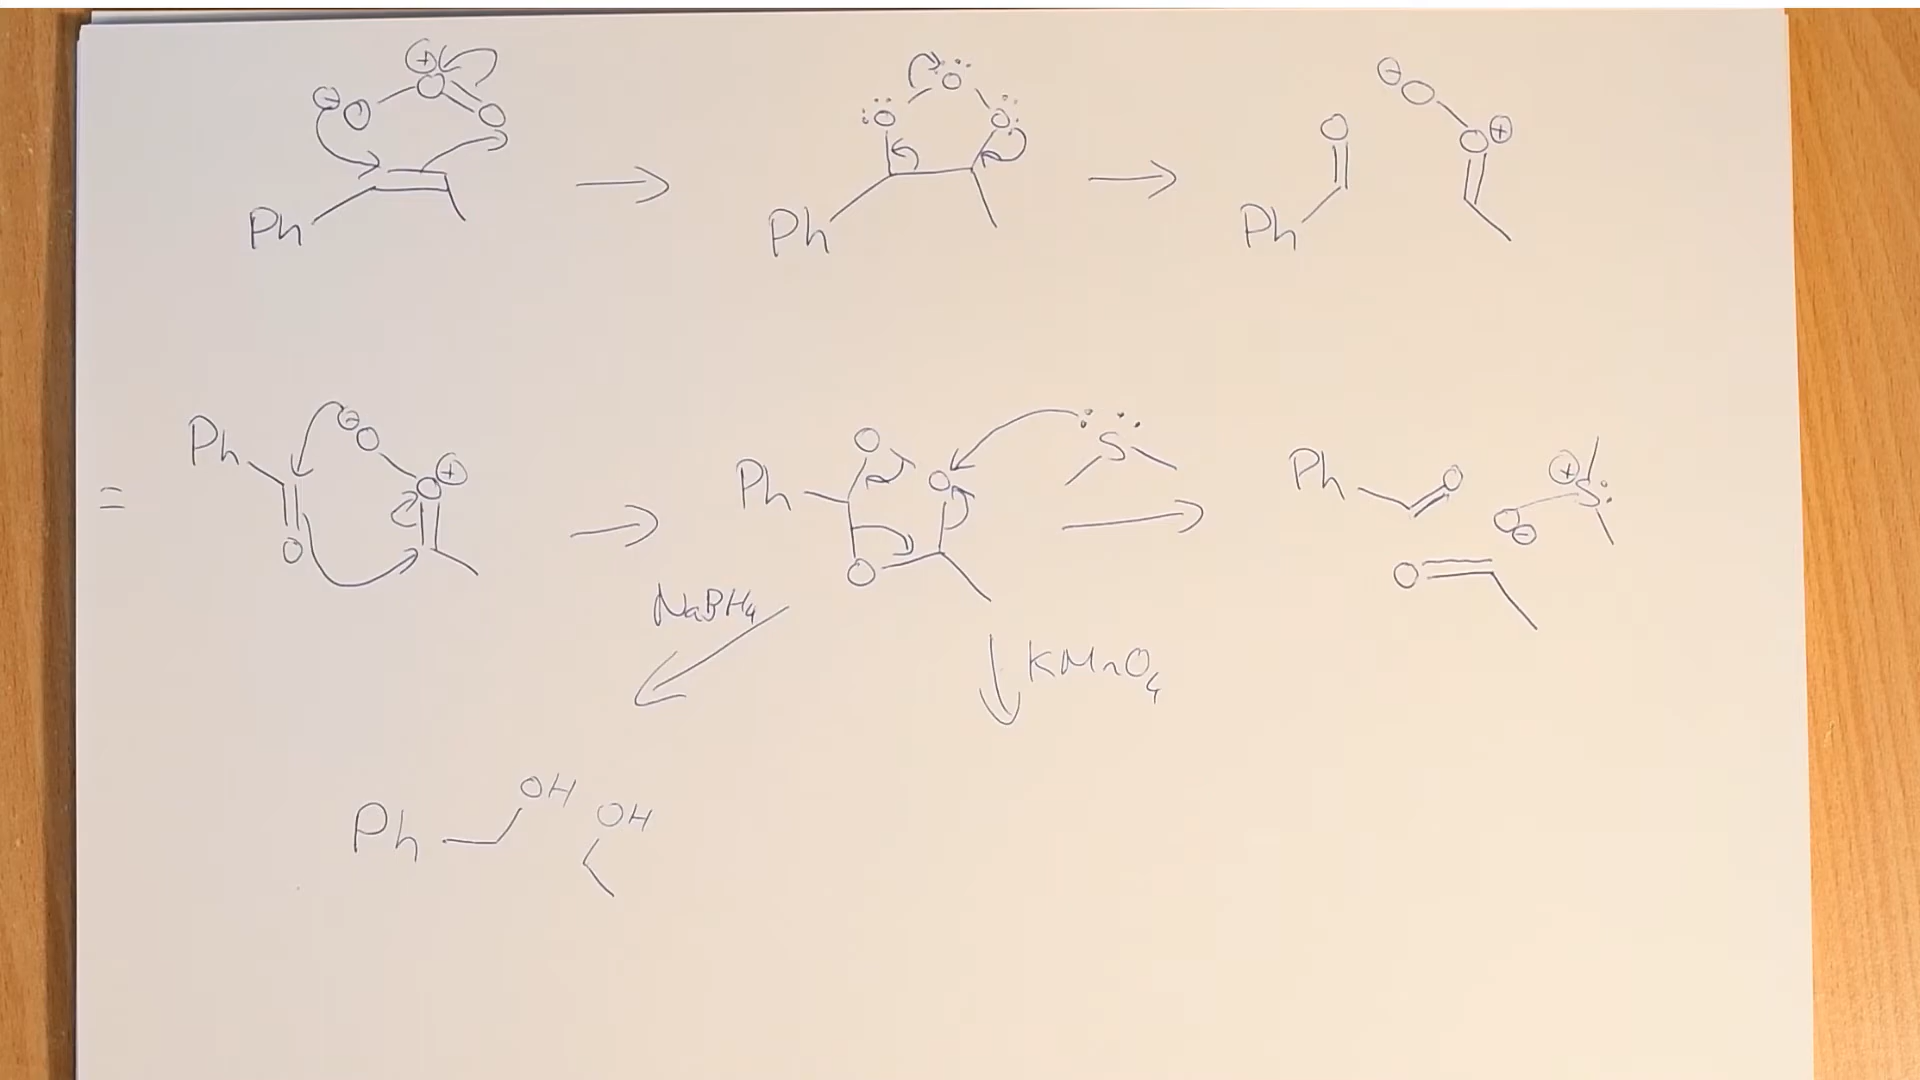 ⊕
⊖ O O O
Ph
O O O
Ph
O
Ph
⊖ O O ⊕
=
Ph
O
⊖ O O ⊕
Ph
O O O
S
Ph
O
O
O ⊖ ⊕ S
NaBH4
KMnO4
Ph
OH
OH